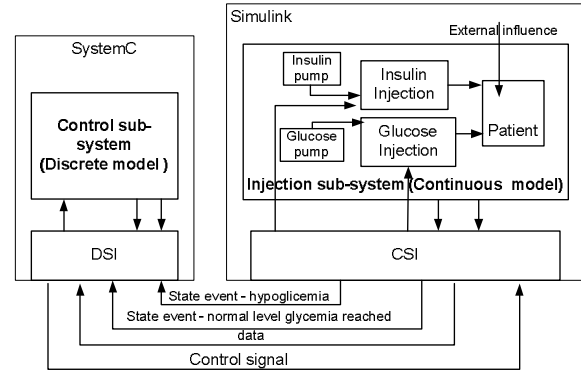 Simulink
SystemC
External influence
Insulin
pump
Insulin
Injection
Control sub-
system
(Discrete model )
Patient
Glucose
pump
Glucose
Injection
Injection sub-system (Continuous model)
DSI
CSI
State event - hypoglicemia
State event - normal level glycemia reached
data
Control signal